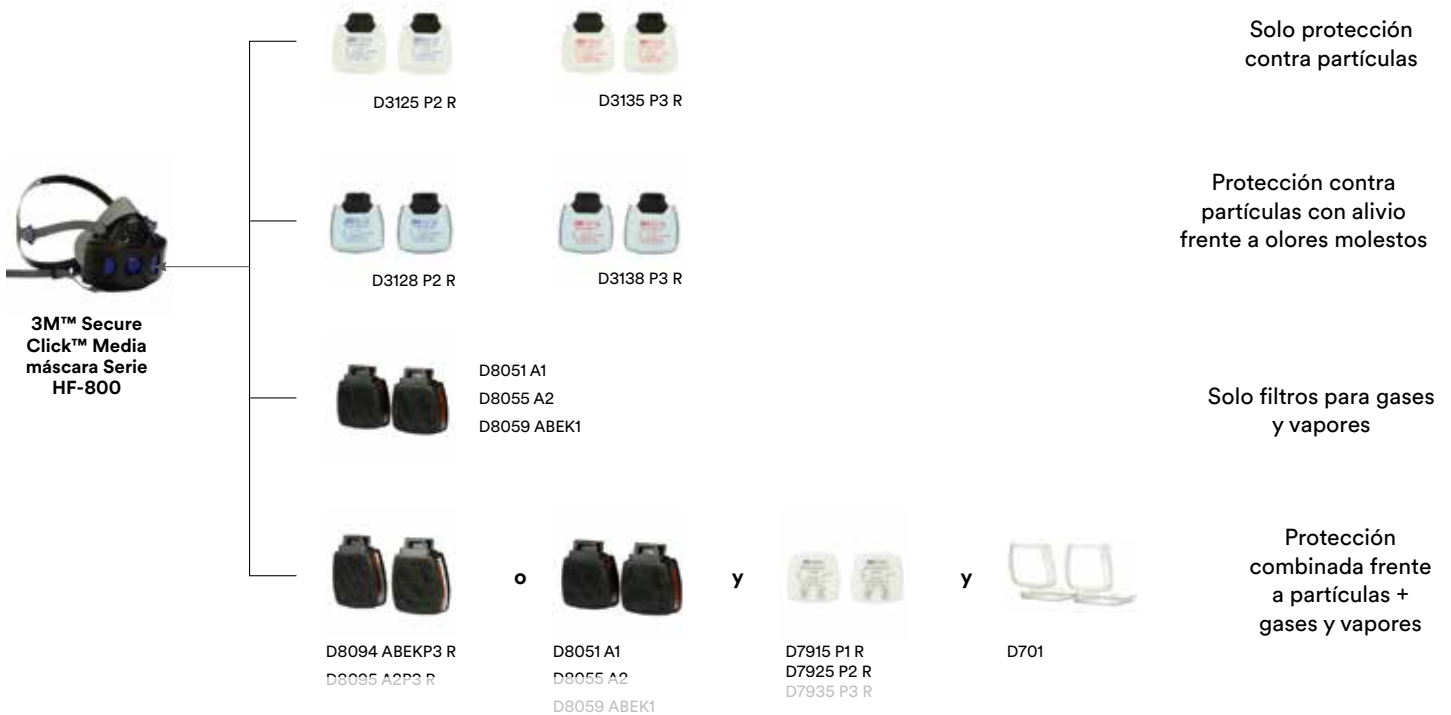 Solo protección
contra partículas
D3125 P2 R
D3135 P3 R
Protección contra
partículas con alivio
frente a olores molestos
D3128 P2 R
D3138 P3 R
3M™ Secure
Click™ Media
máscara Serie
HF-800
D8051 A1
D8055 A2
D8059 ABEK1
Solo filtros para gases
y vapores
o
y
y
Protección
combinada frente
a partículas +
gases y vapores
D8094 ABEKP3 R
D8095 A2P3 R
D8051 A1
D8055 A2
D8059 ABEK1
D7915 P1 R
D7925 P2 R
D7935 P3 R
D701